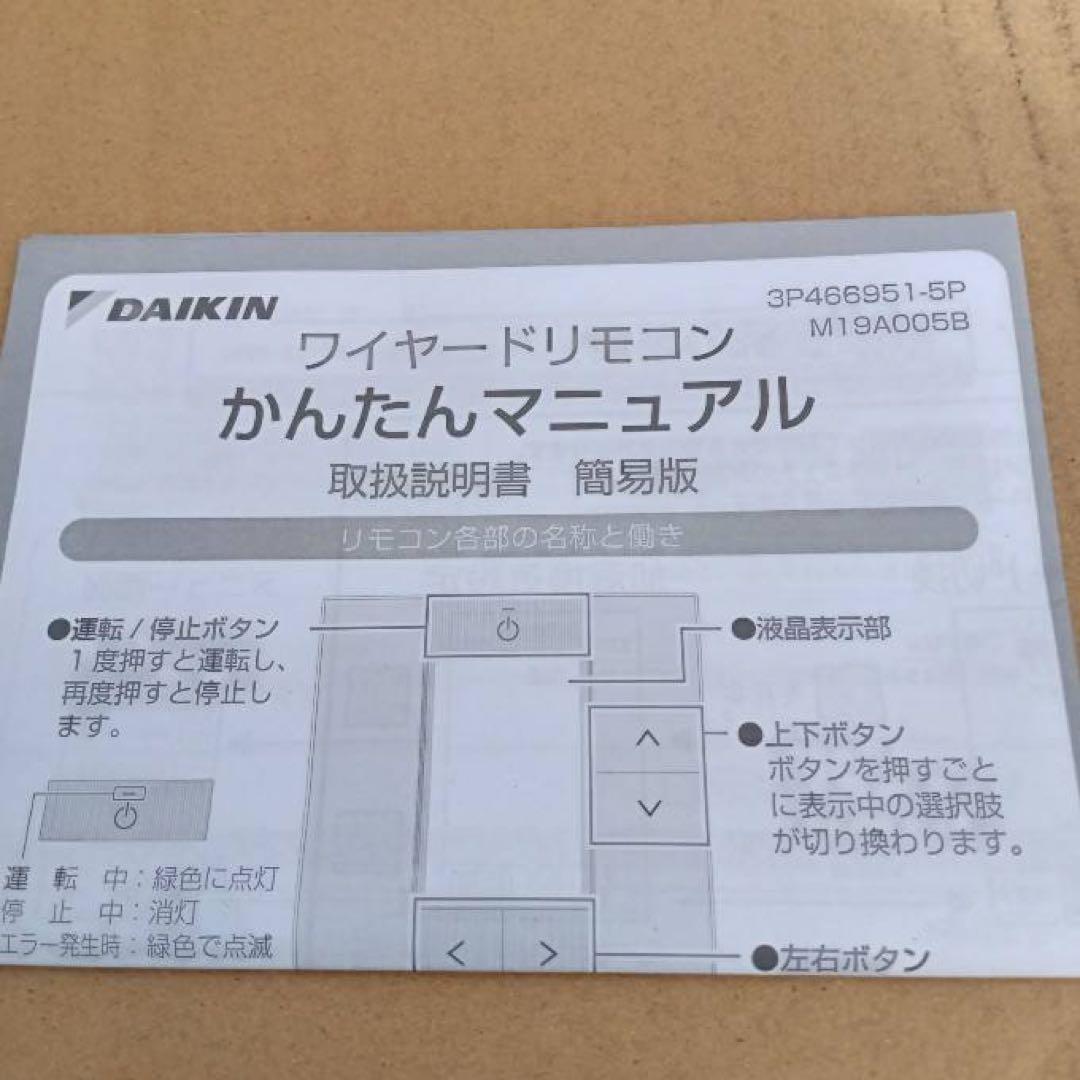 DAIKIN
3P466951-5P
M19A005B
ワイヤードリモコン
かんたんマニュアル
取扱説明書 簡易版
リモコン各部の名称と働き
●運転/停止ボタン
1度押すと運転し、
再度押すと停止し
ます。
運転中:緑色に点灯
停止中:消灯
エラー発生時:緑色で点滅
●液晶表示部
●上下ボタン
ボタンを押すごと
に表示中の選択肢
が切り換わります。
●左右ボタン